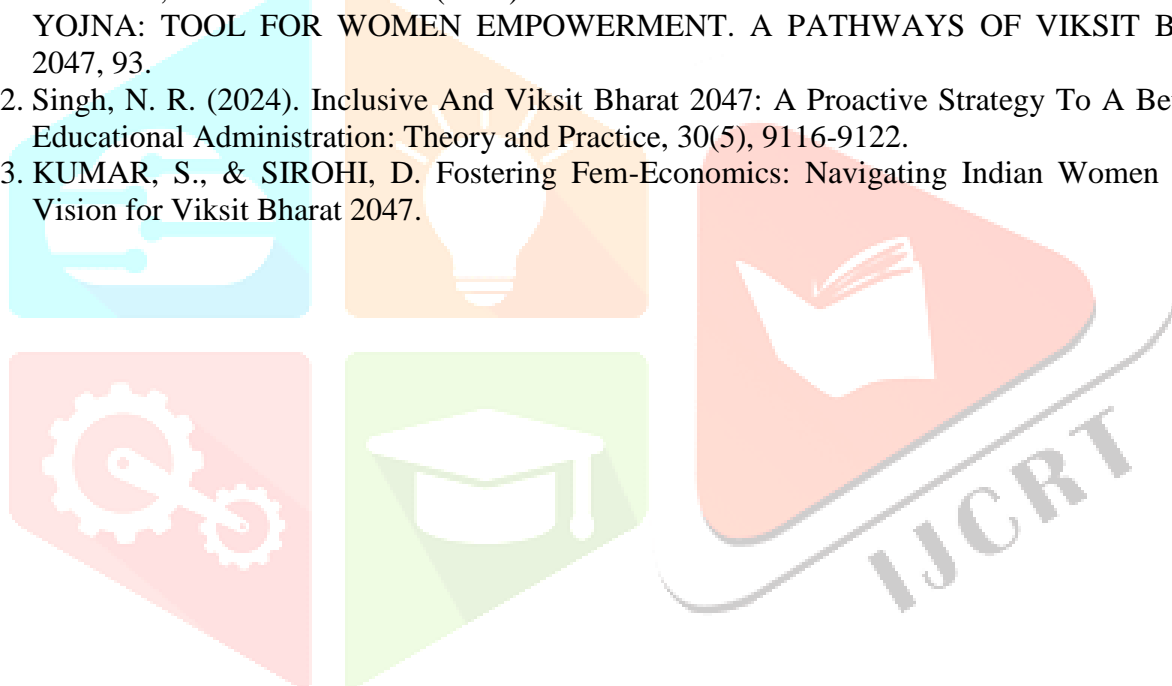 YOJNA: TOOL FOR WOMEN EMPOWERMENT. A PATHWAYS OF VIKSIT B
2047, 93.
2. Singh, N. R. (2024). Inclusive And Viksit Bharat 2047: A Proactive Strategy To A Be
Educational Administration: Theory and Practice, 30(5), 9116-9122.
3. KUMAR, S., & SIROHI, D. Fostering Fem-Economics: Navigating Indian Women
Vision for Viksit Bharat 2047.
IJCRT